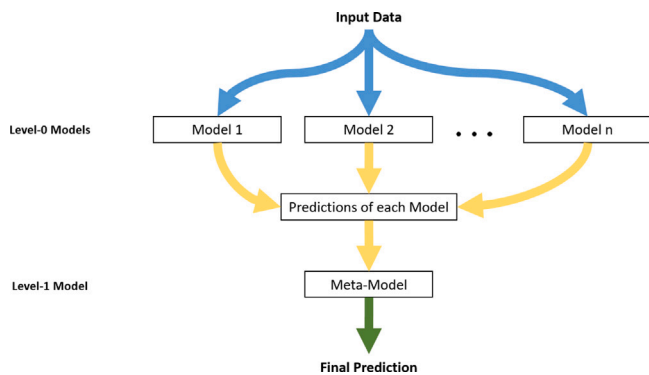 Input Data
Level-0 Models
Model 1
Model 2
. . .
Model n
Predictions of each Model
Level-1 Model
Meta-Model
Final Prediction